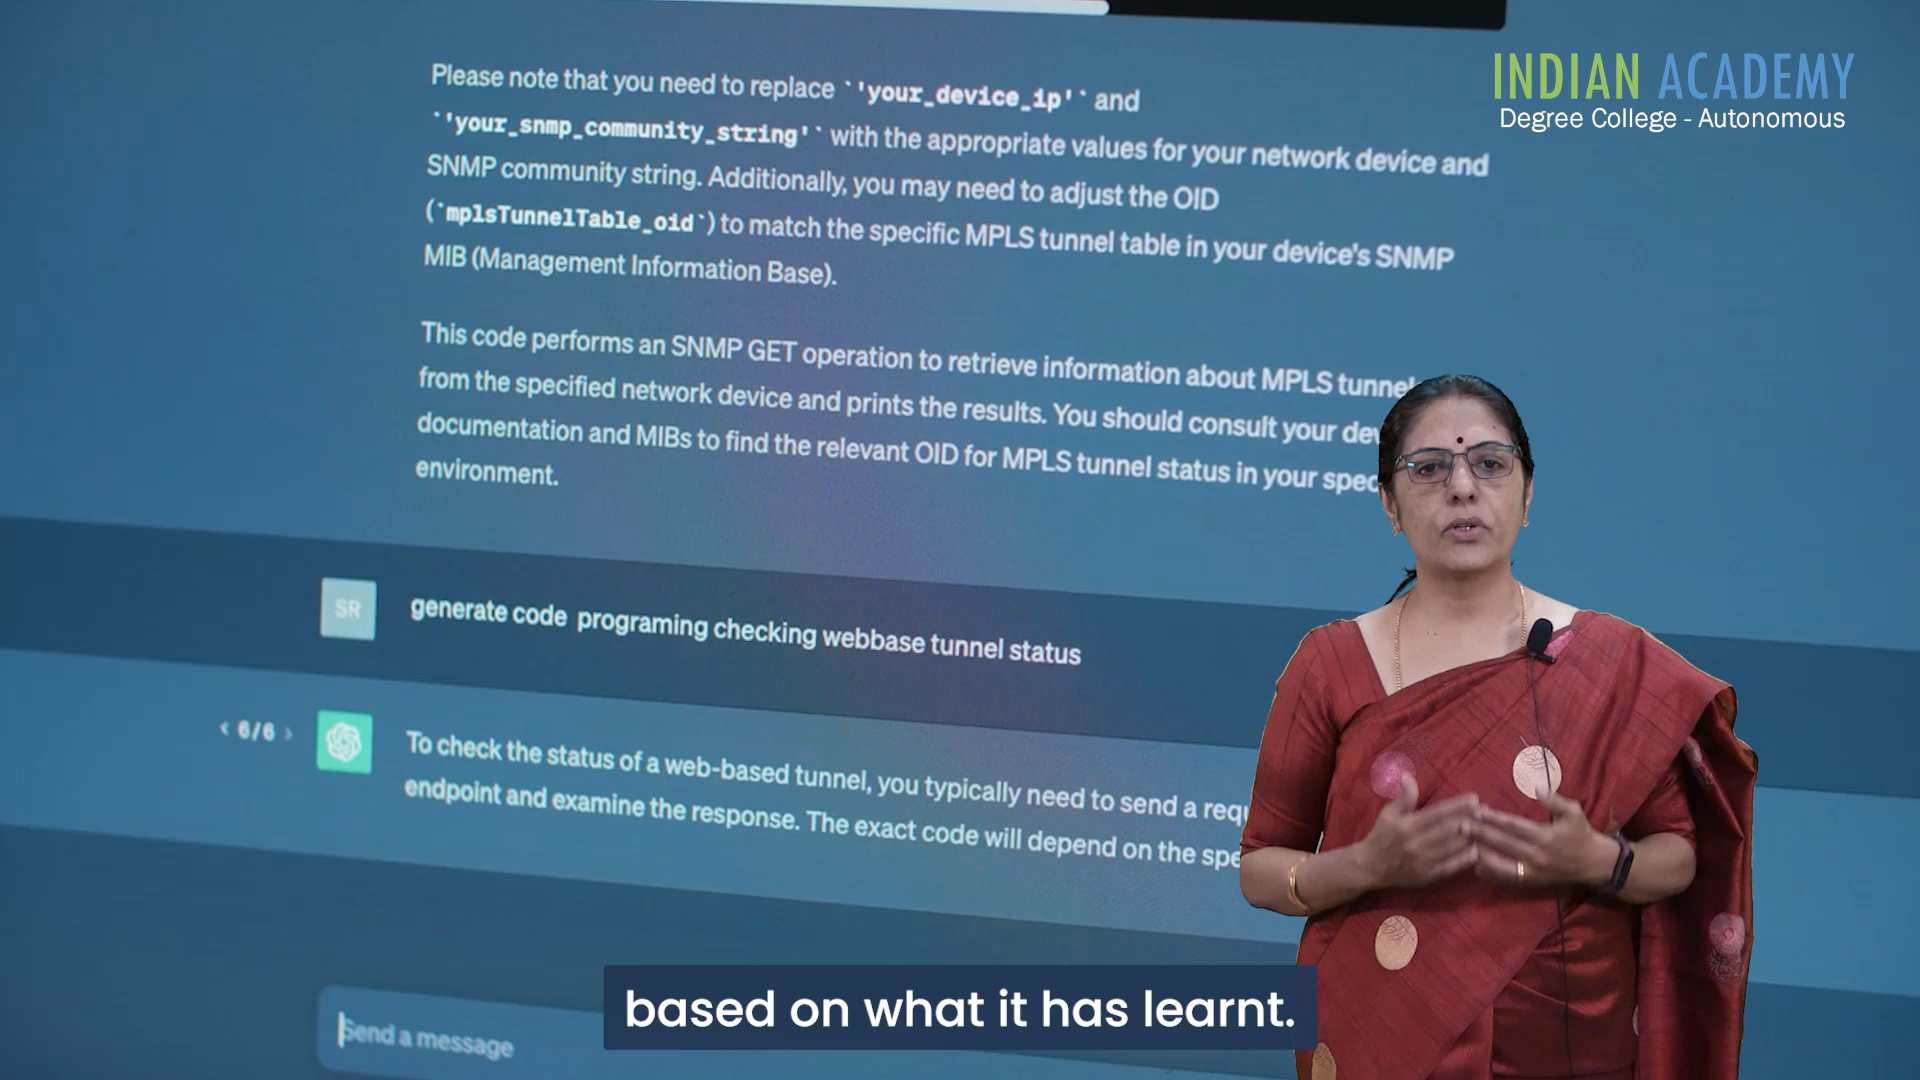 INDIAN ACADEMY
Degree College - Autonomous
Please note that you need to replace `'your_device_ip'` and
`'your_snmp_community_string'` with the appropriate values for your network device and
SNMP community string. Additionally, you may need to adjust the OID
(`mplsTunnelTable_oid`) to match the specific MPLS tunnel table in your device's SNMP
MIB (Management Information Base).
This code performs an SNMP GET operation to retrieve information about MPLS
from the specified network device and prints the results. You should consult your
documentation and MIBs to find the relevant OID for MPLS tunnel status in your
environment.
SR
generate code programing checking webbase tunnel status
< 6/6 >
To check the status of a web-based tunnel, you typically need to send a
endpoint and examine the response. The exact code will depend on the
Send a message
based on what it has learnt.